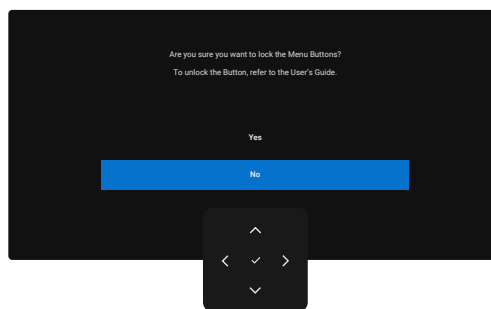 Are you sure you want to lock the Menu Buttons?
To unlock the Button, refer to the User's Guide.
Yes
No